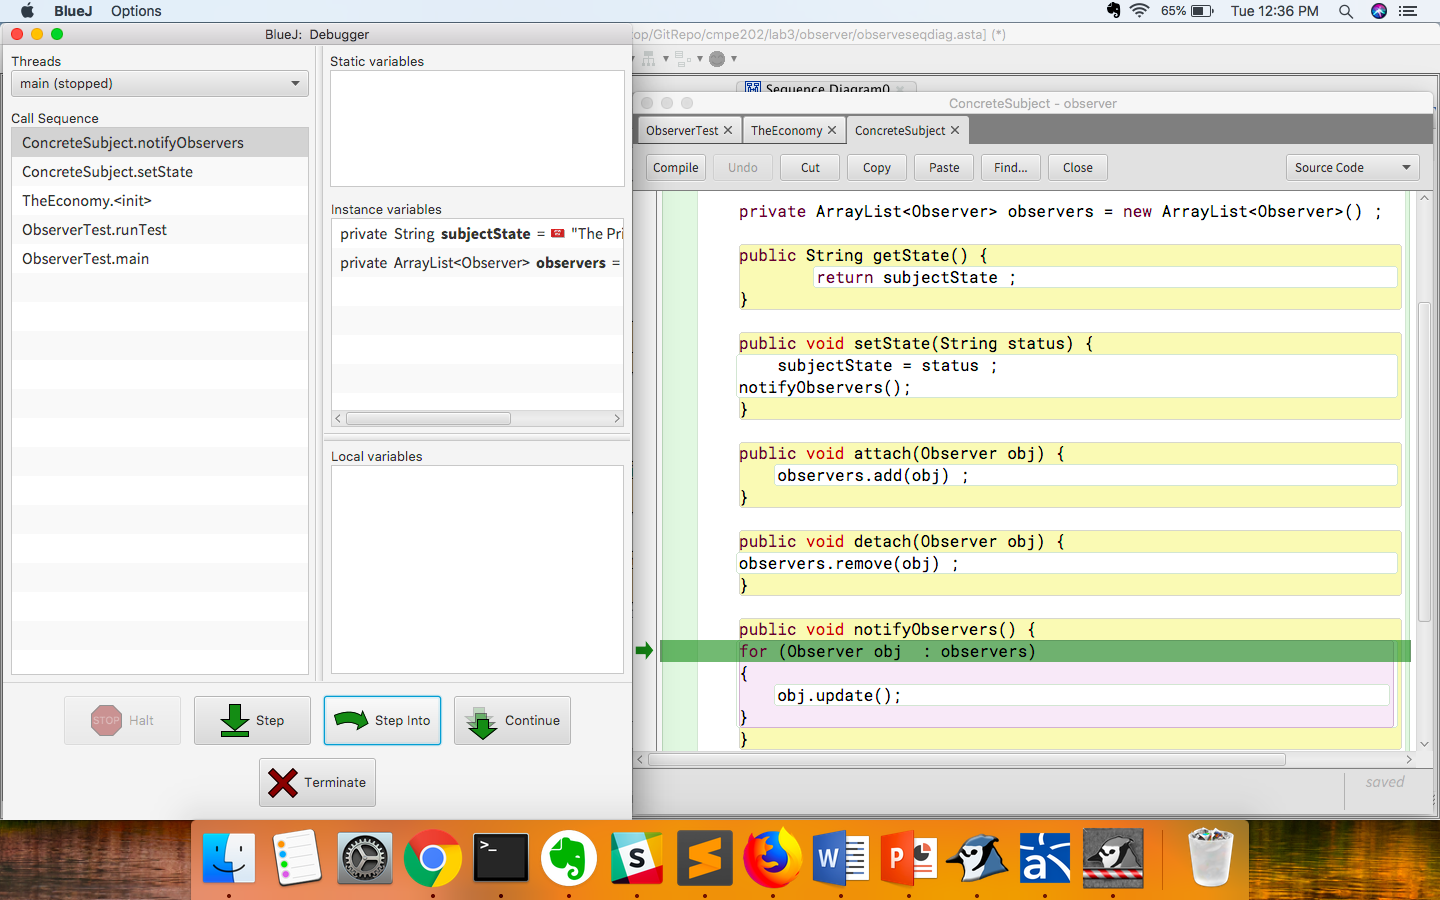 BlueJ Options
65% Tue 12:36 PM
BlueJ: Debugger
top/GitRepo/cmpe202/lab3/observer/observeseqdiag.asta] (*)
Threads
main (stopped)
Call Sequence
ConcreteSubject.notifyObservers
ConcreteSubject.setState
TheEconomy.<init>
ObserverTest.runTest
ObserverTest.main
Static variables
Instance variables
private String subjectState = "The Pri
private ArrayList<Observer> observers =
Local variables
STOP Halt
Step
Step Into
Continue
Terminate
Sequence Diagram0
ConcreteSubject - observer
ObserverTest
TheEconomy
ConcreteSubject
Compile Undo Cut Copy Paste Find... Close Source Code
private ArrayList<Observer> observers = new ArrayList<Observer>() ;
public String getState() {
return subjectState ;
}
public void setState(String status) {
subjectState = status ;
notifyObservers();
}
public void attach(Observer obj) {
observers.add(obj) ;
}
public void detach(Observer obj) {
observers.remove(obj) ;
}
public void notifyObservers() {
for (Observer obj : observers)
{
obj.update();
}
}
saved
>_
S
W
P
a